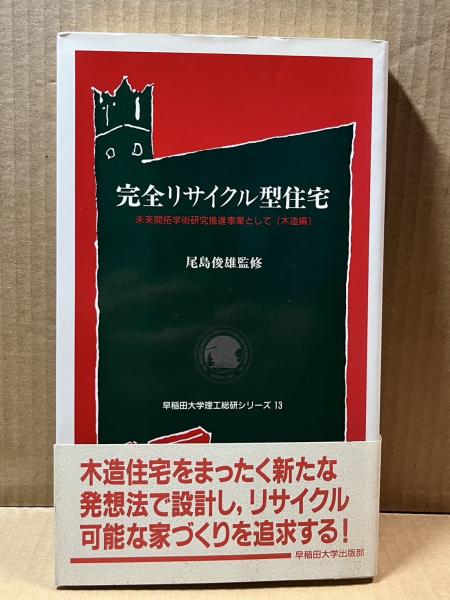 完全リサイクル型住宅
未来開拓学術研究推進事業として〔木造編〕
尾島俊雄監修
早稲田大学理工総研シリーズ 13
木造住宅をまったく新たな
発想法で設計し,リサイクル
可能な家づくりを追求する!
早稲田大学出版部